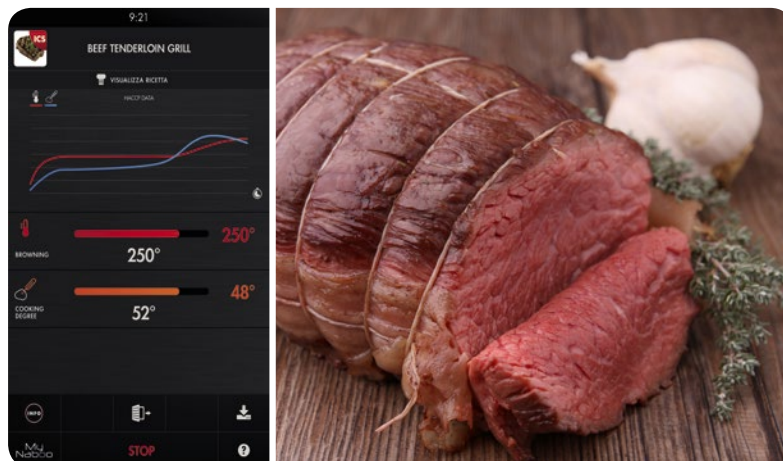 9:21
ICS
BEEF TENDERLOIN GRILL
VISUALIZZA RICETTA
HACCP DATA
250°
BROWNING
250°
48°
COOKING
DEGREE
52°
INFO
My
Naboo
STOP
?